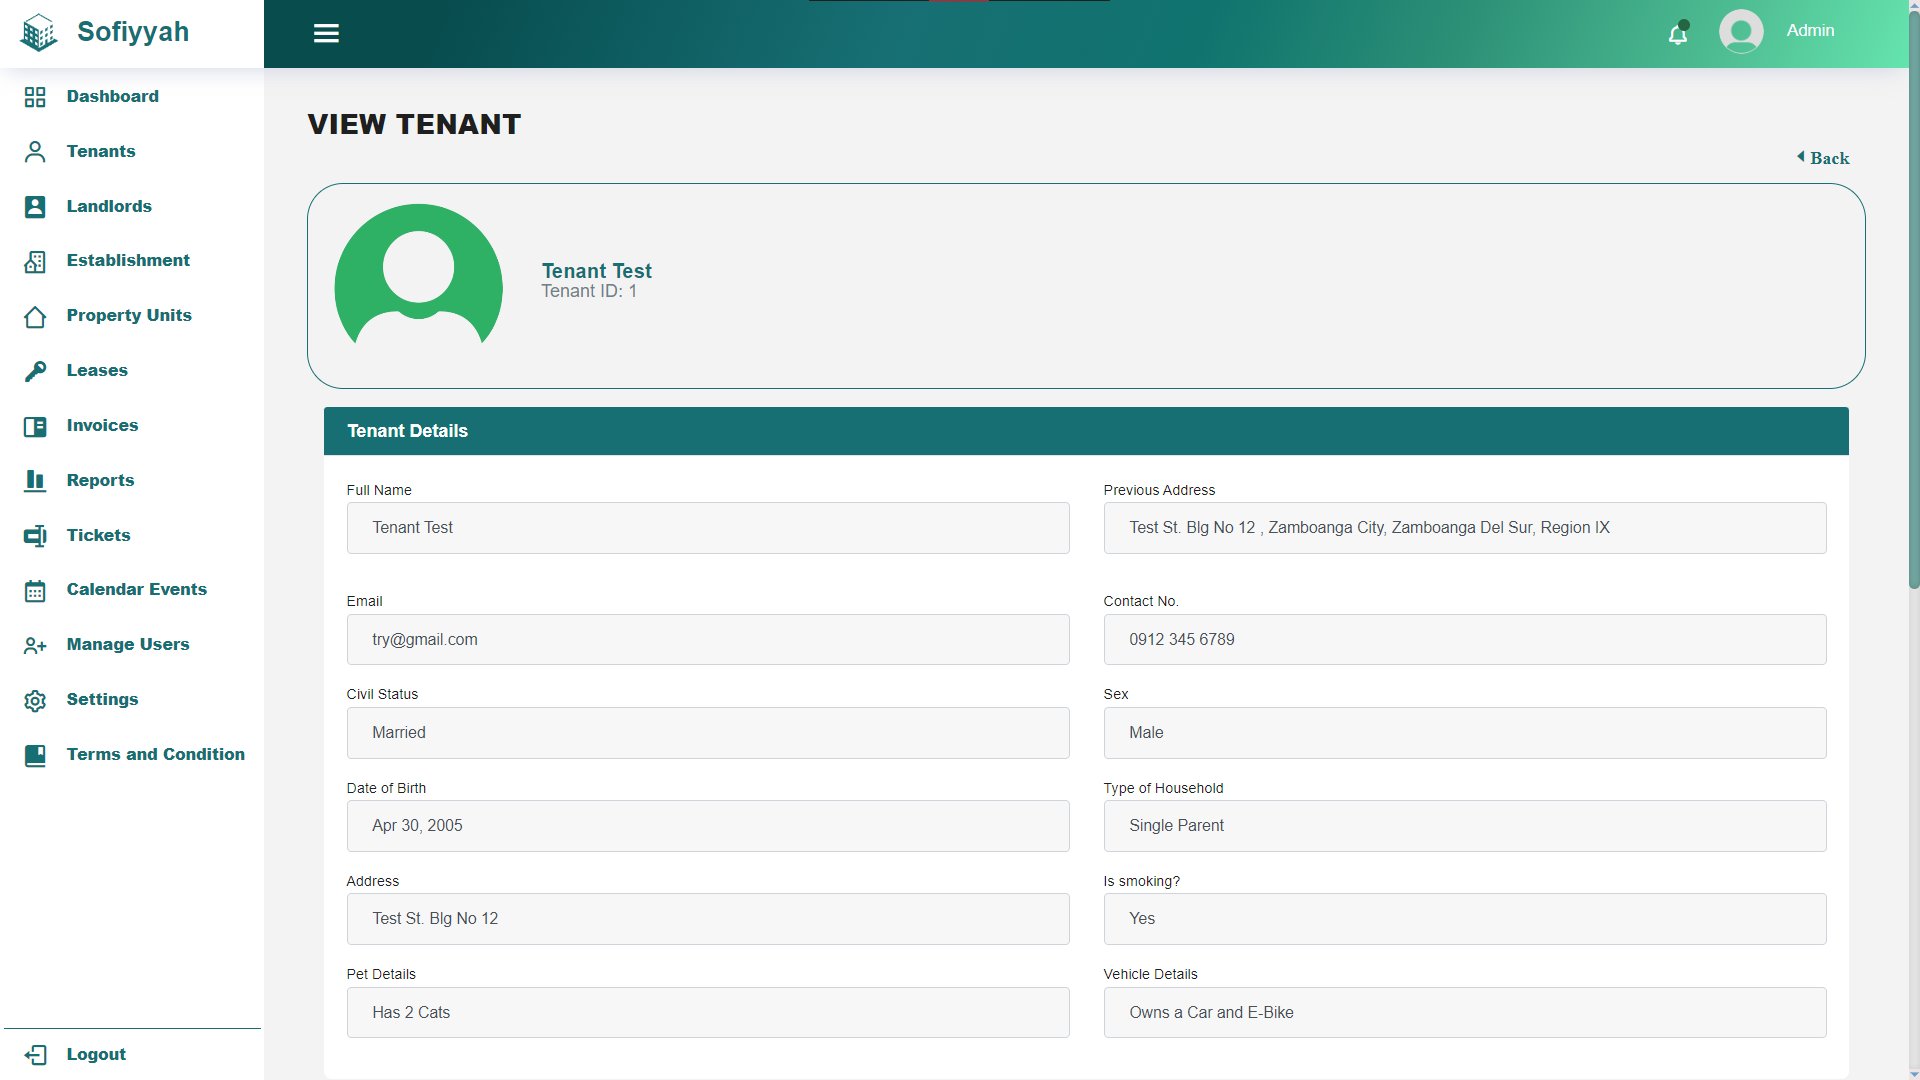 Sofiyyah
Admin
Dashboard
Tenants
Landlords
Establishment
Property Units
Leases
Invoices
Reports
Tickets
Calendar Events
Manage Users
Settings
Terms and Condition
Logout
VIEW TENANT
Back
Tenant Test
Tenant ID: 1
Tenant Details
Full Name
Tenant Test
Previous Address
Test St. Blg No 12 , Zamboanga City, Zamboanga Del Sur, Region IX
Email
try@gmail.com
Contact No.
0912 345 6789
Civil Status
Married
Sex
Male
Date of Birth
Apr 30, 2005
Type of Household
Single Parent
Address
Test St. Blg No 12
Is smoking?
Yes
Pet Details
Has 2 Cats
Vehicle Details
Owns a Car and E-Bike